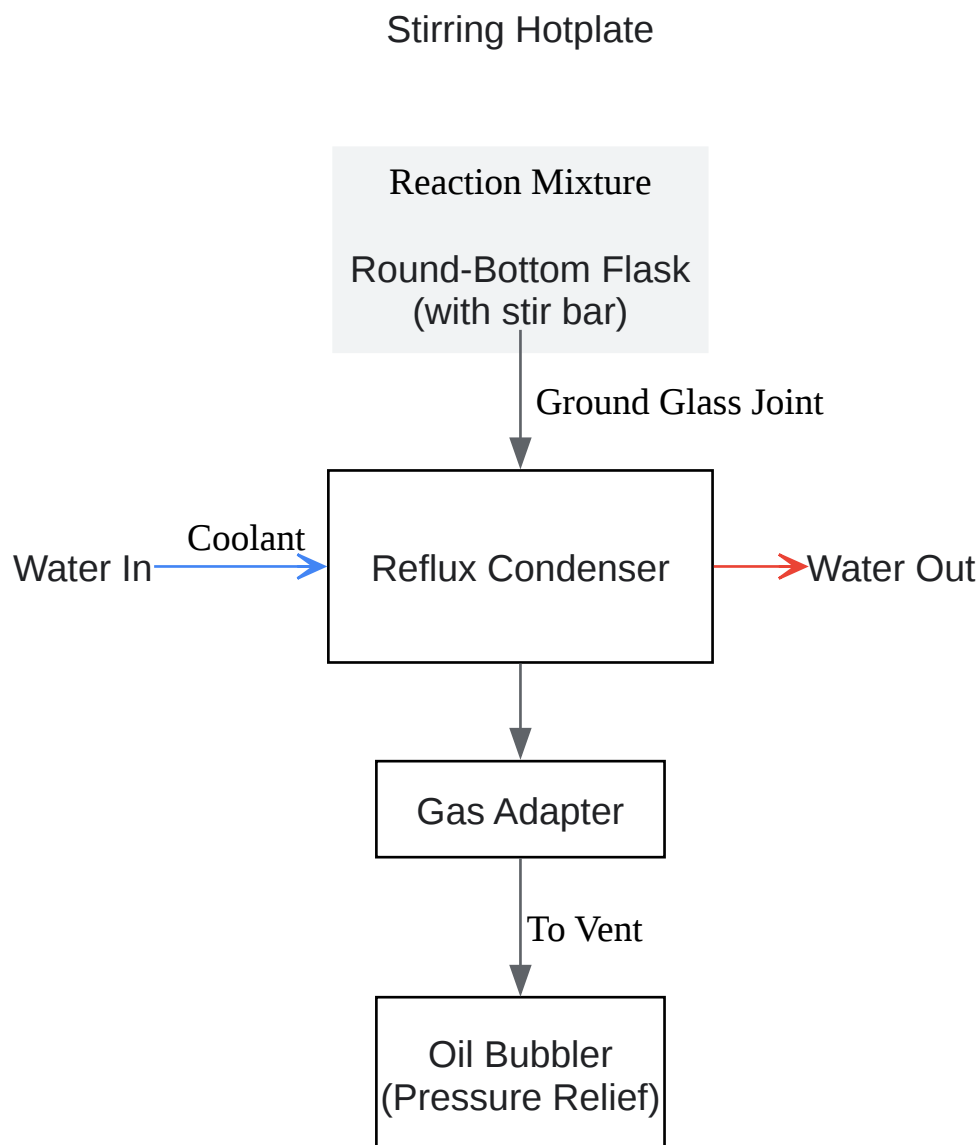 Stirring Hotplate
Reaction Mixture
Round-Bottom Flask
(with stir bar)
Ground Glass Joint
Coolant
Water In
Reflux Condenser
Water Out
Gas Adapter
To Vent
Oil Bubbler
(Pressure Relief)